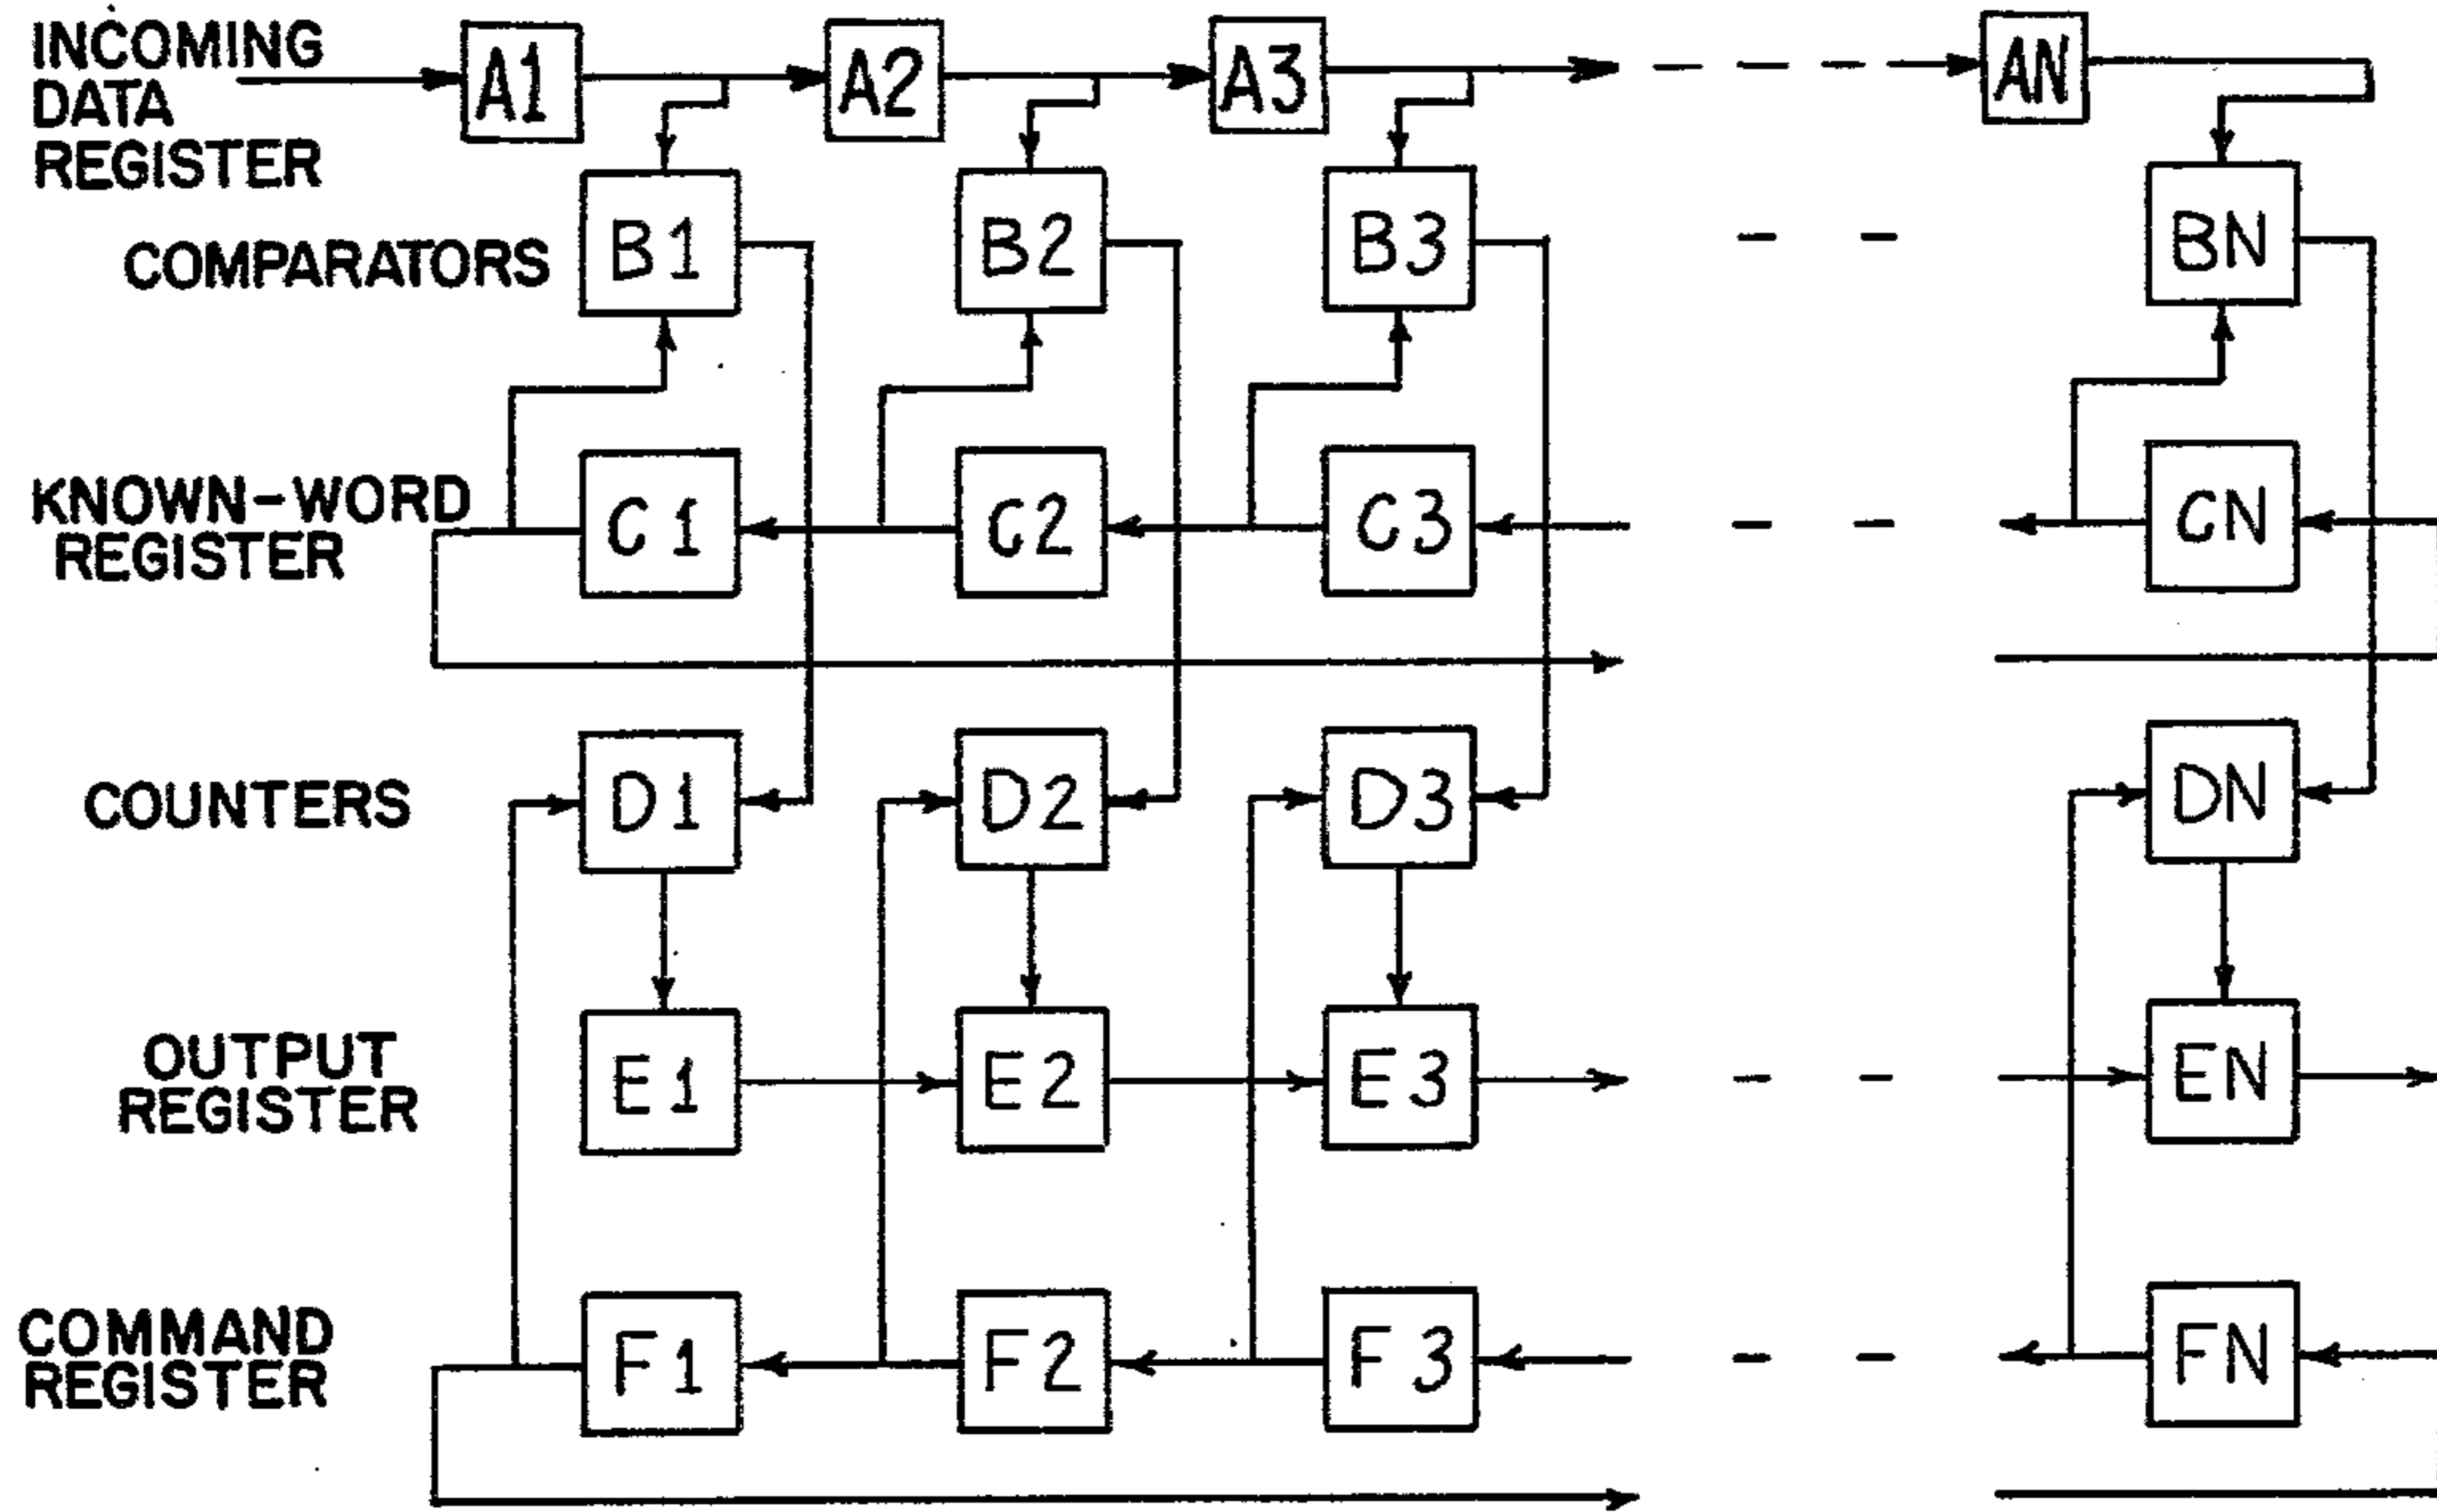 INCOMING
DATA
REGISTER
A1 A2 A3 AN
COMPARATORS
B1 B2 B3 BN
KNOWN-WORD
REGISTER
C1 C2 C3 CN
COUNTERS
D1 D2 D3 DN
OUTPUT
REGISTER
E1 E2 E3 EN
COMMAND
REGISTER
F1 F2 F3 FN